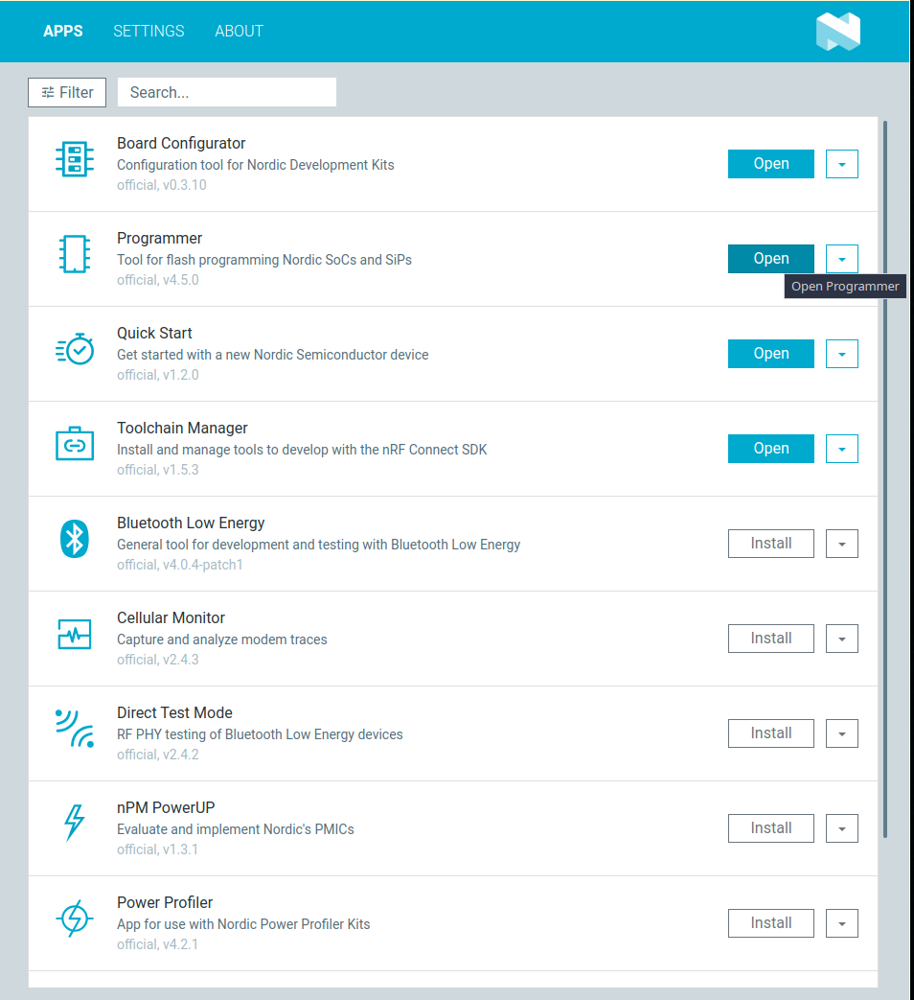 APPS SETTINGS ABOUT
Filter Search...
Board Configurator
Configuration tool for Nordic Development Kits
official, v0.3.10
Open
Programmer
Tool for flash programming Nordic SoCs and SiPs
official, v4.5.0
Open
Open Programmer
Quick Start
Get started with a new Nordic Semiconductor device
official, v1.2.0
Open
Toolchain Manager
Install and manage tools to develop with the nRF Connect SDK
official, v1.5.3
Open
Bluetooth Low Energy
General tool for development and testing with Bluetooth Low Energy
official, v4.0.4-patch1
Install
Cellular Monitor
Capture and analyze modem traces
official, v2.4.3
Install
Direct Test Mode
RF PHY testing of Bluetooth Low Energy devices
official, v2.4.2
Install
nPM PowerUP
Evaluate and implement Nordic's PMICs
official, v1.3.1
Install
Power Profiler
App for use with Nordic Power Profiler Kits
official, v4.2.1
Install